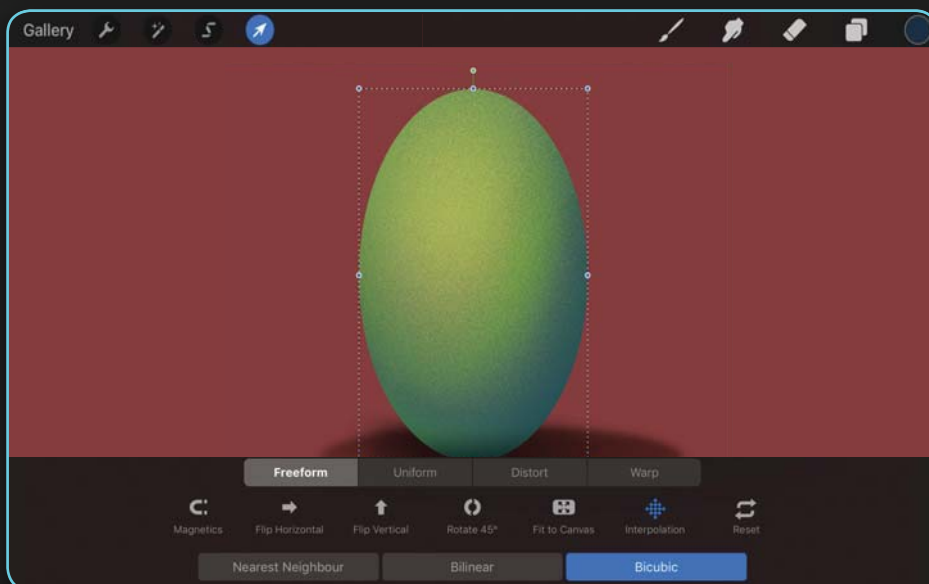 Gallery
Freeform Uniform Distort Warp
Magnetics Flip Horizontal Flip Vertical Rotate 45° Fit to Canvas Interpolation Reset
Nearest Neighbour Bilinear Bicubic